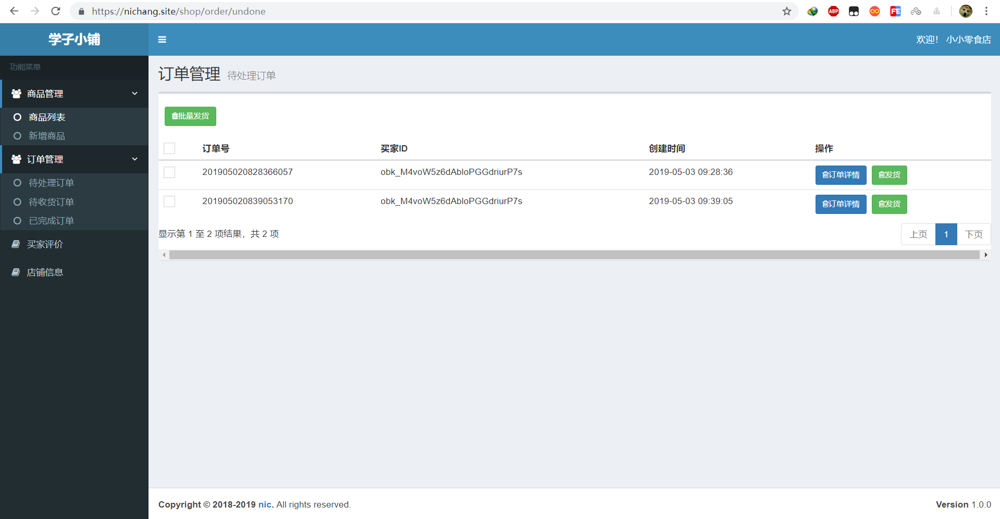 https://nichang.site/shop/order/undone
ABP
FE
学子小铺
欢迎！ 小小零食店
功能菜单
商品管理
商品列表
新增商品
订单管理
待处理订单
待收货订单
已完成订单
买家评价
店铺信息
订单管理 待处理订单
批量发货
订单号 买家ID 创建时间 操作
201905020828366057 obk_M4voW5z6dAbloPGGdriurP7s 2019-05-03 09:28:36 订单详情 发货
201905020839053170 obk_M4voW5z6dAbloPGGdriurP7s 2019-05-03 09:39:05 订单详情 发货
显示第 1 至 2 项结果，共 2 项
上页 1 下页
Copyright © 2018-2019 nic. All rights reserved.
Version 1.0.0